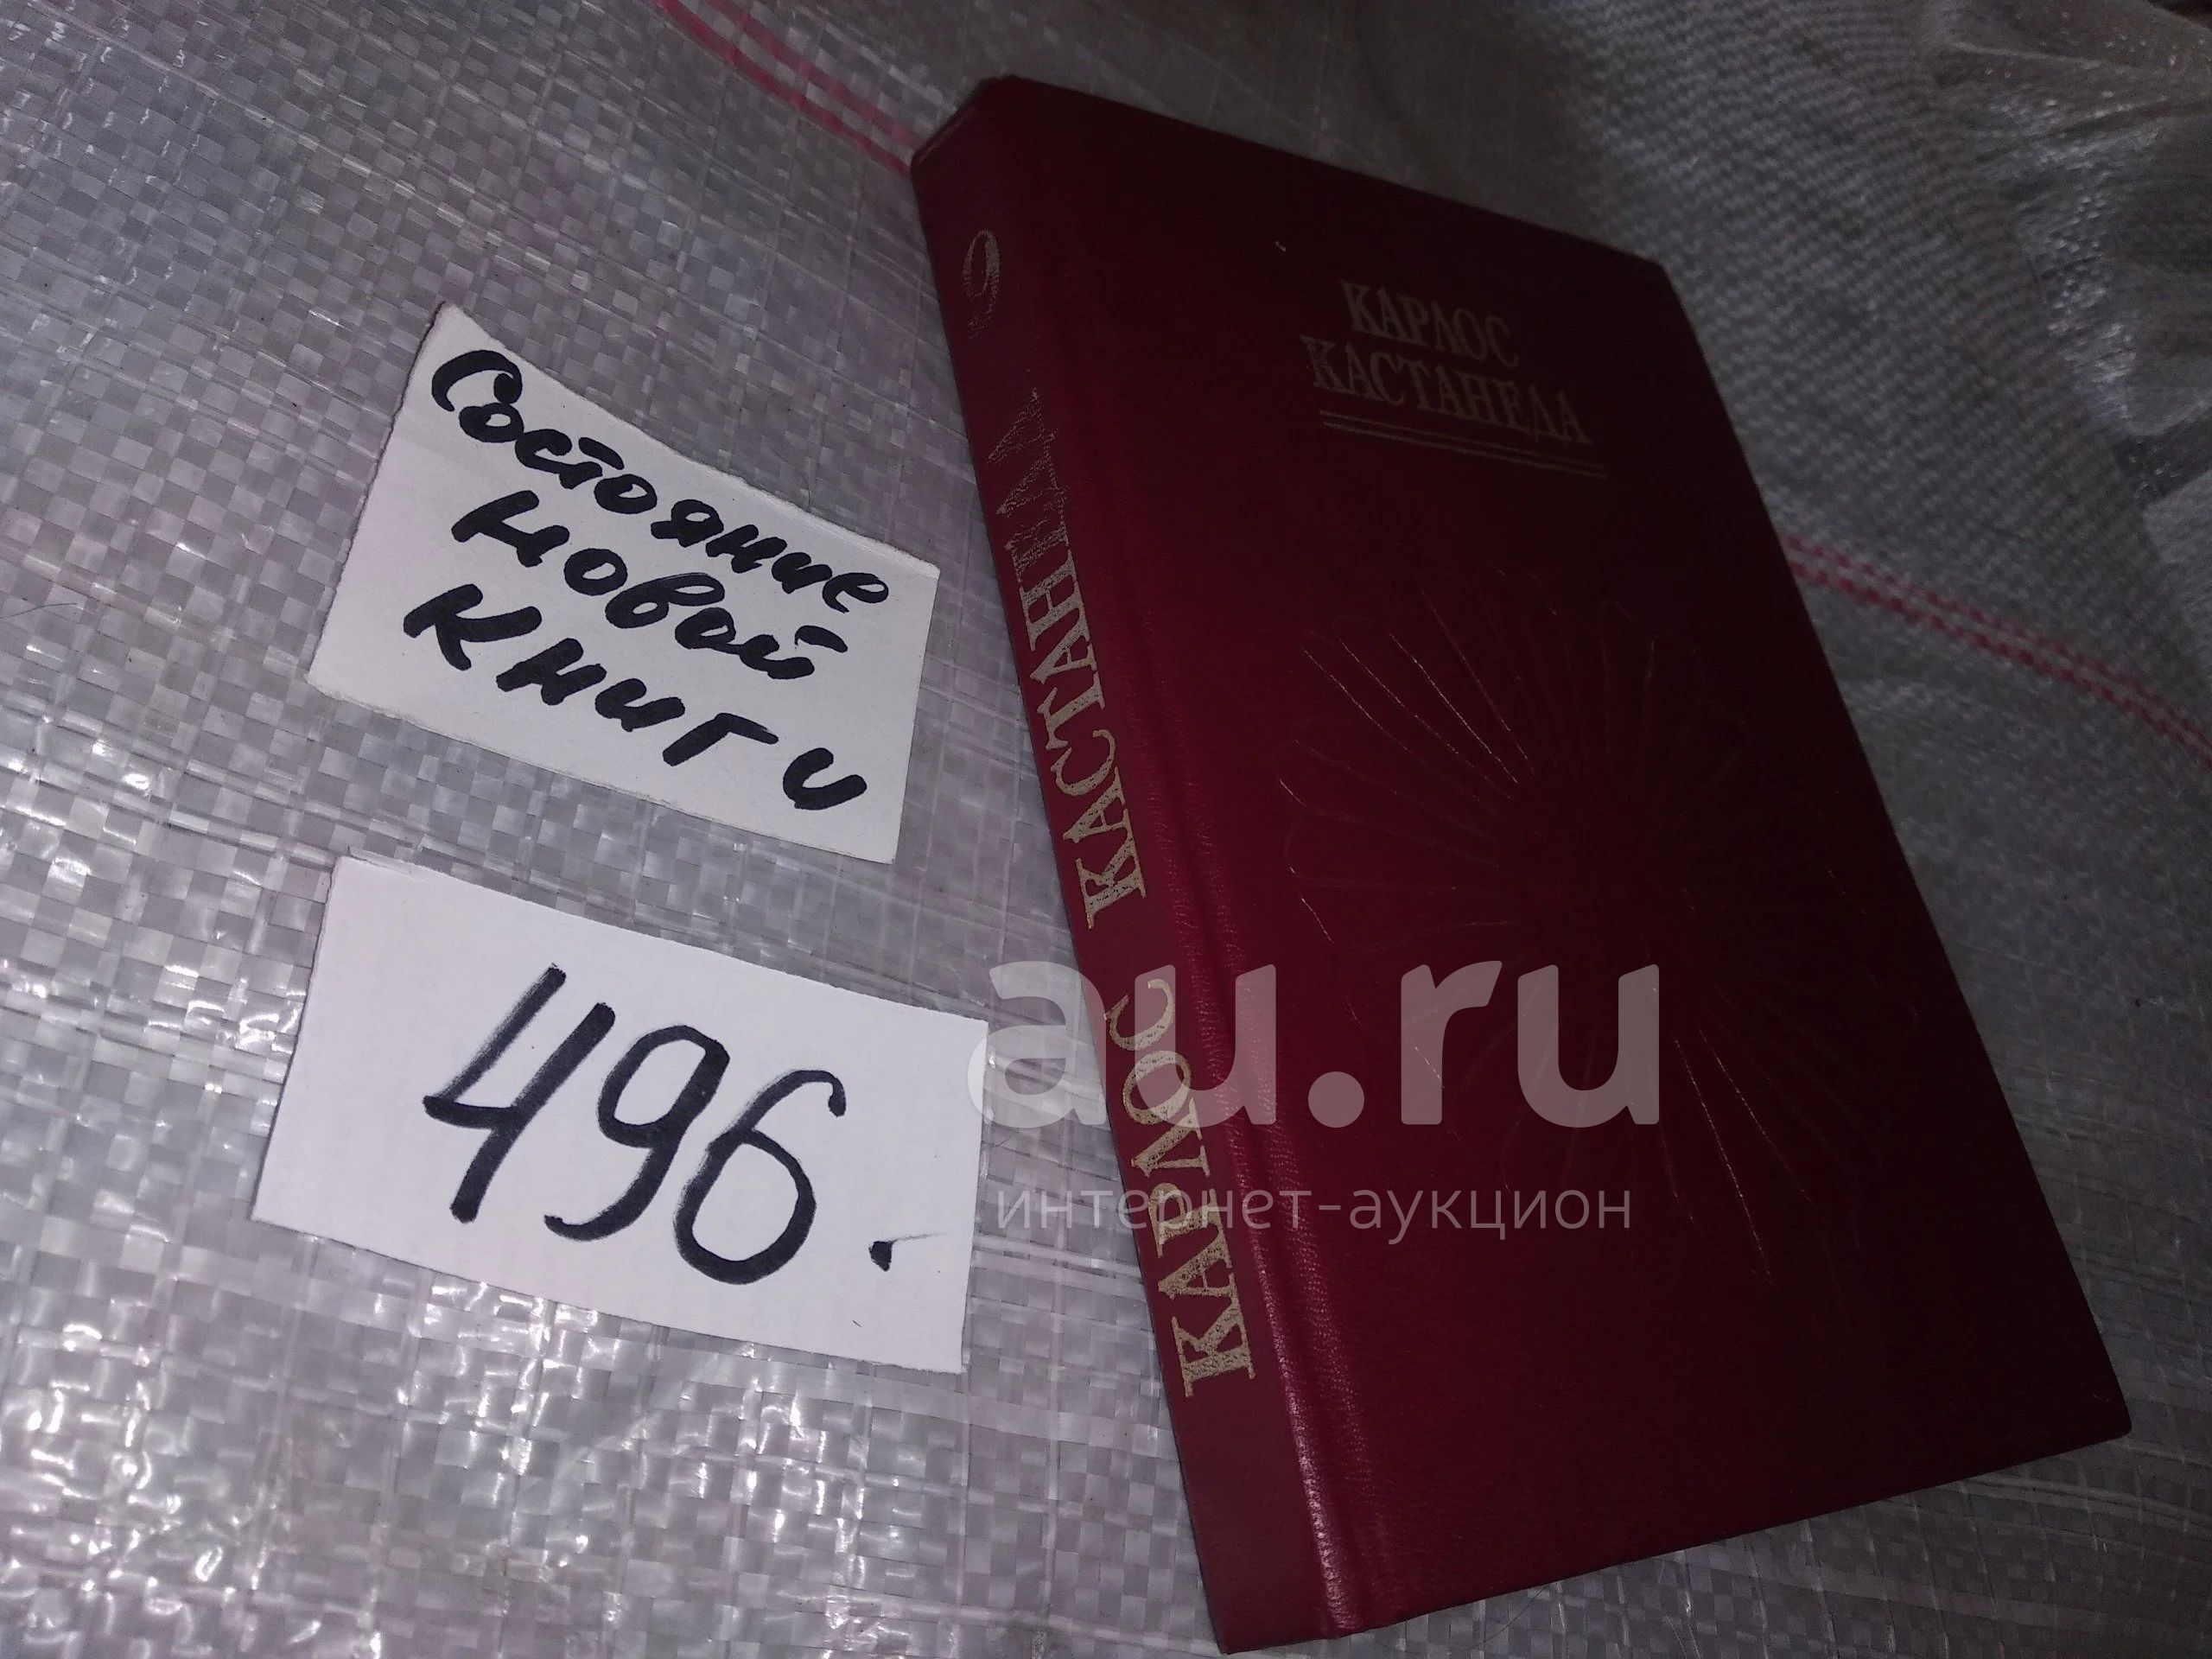 Состояние
новой
книги
496.
9
КАРЛОС КАСТАНЕДА
КАРЛОС
КАСТАНЕДА
au.ru
интернет-аукцион